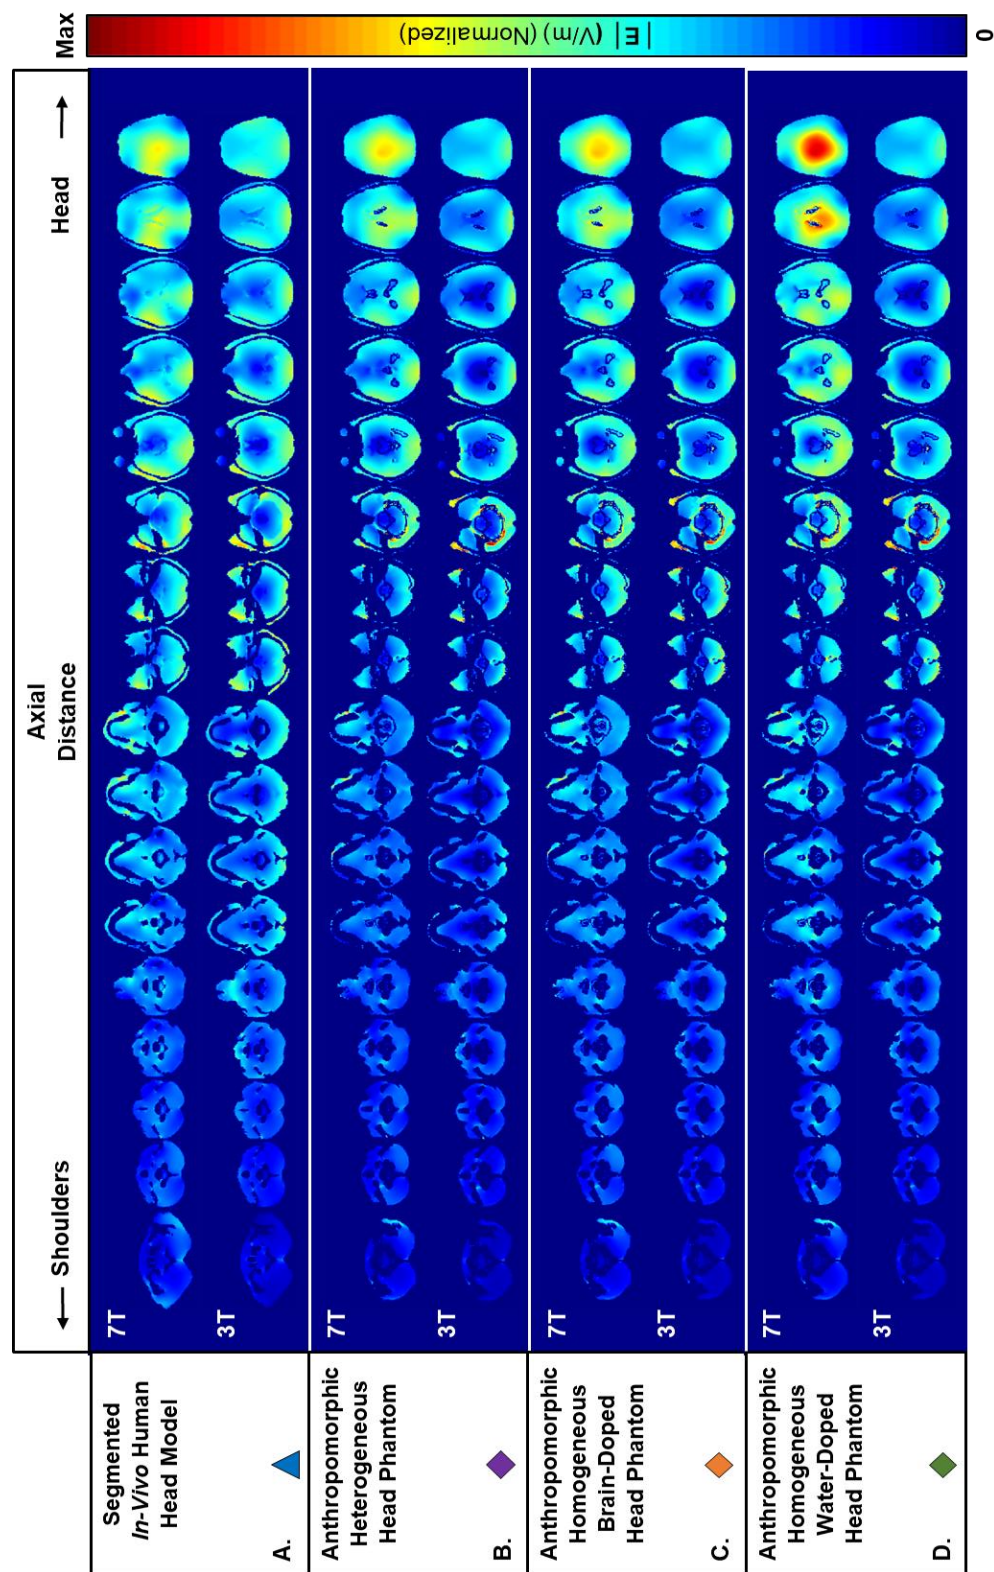 ← Shoulders
Axial
Distance
Head →
Segmented
In-Vivo Human
Head Model
A.
7T
3T
Anthropomorphic
Heterogeneous
Head Phantom
B.
7T
3T
Anthropomorphic
Homogeneous
Brain-Doped
Head Phantom
C.
7T
3T
Anthropomorphic
Homogeneous
Water-Doped
Head Phantom
D.
7T
3T
Max
| E | (V/m) (Normalized)
0